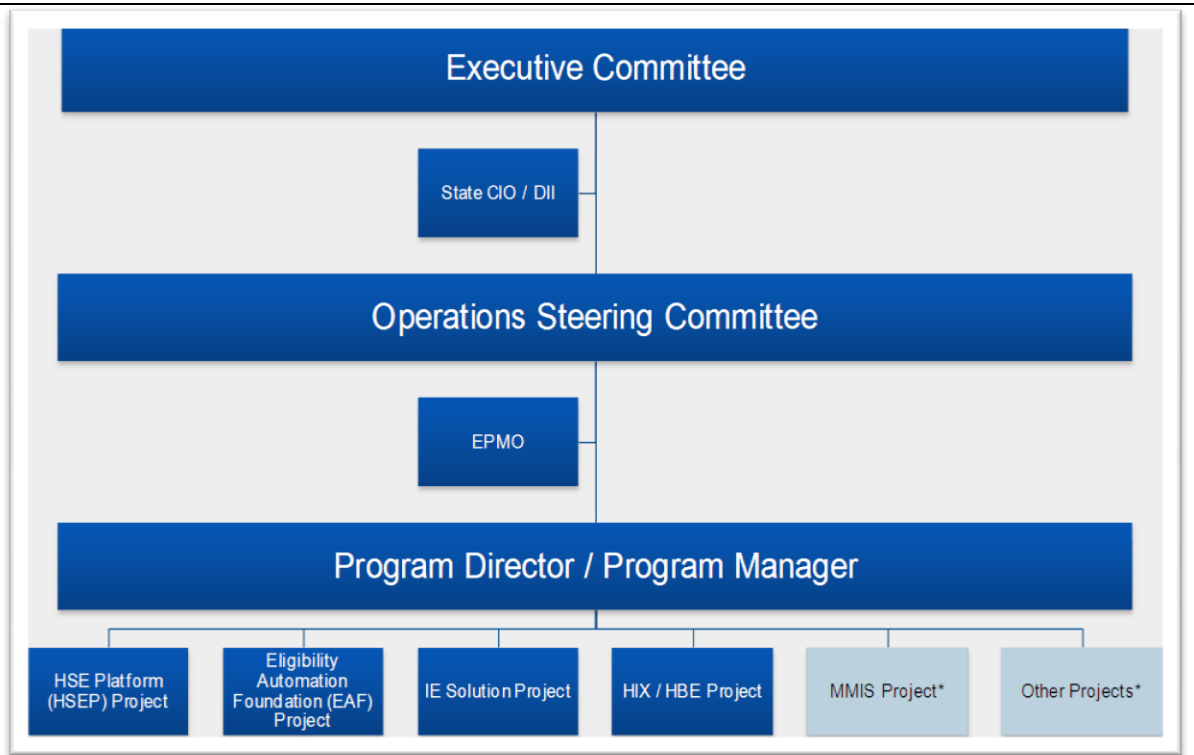 Executive Committee
State CIO / DII
Operations Steering Committee
EPMO
Program Director / Program Manager
HSE Platform
(HSEP) Project
Eligibility
Automation
Foundation (EAF)
Project
IE Solution Project
HIX / HBE Project
MMIS Project*
Other Projects*